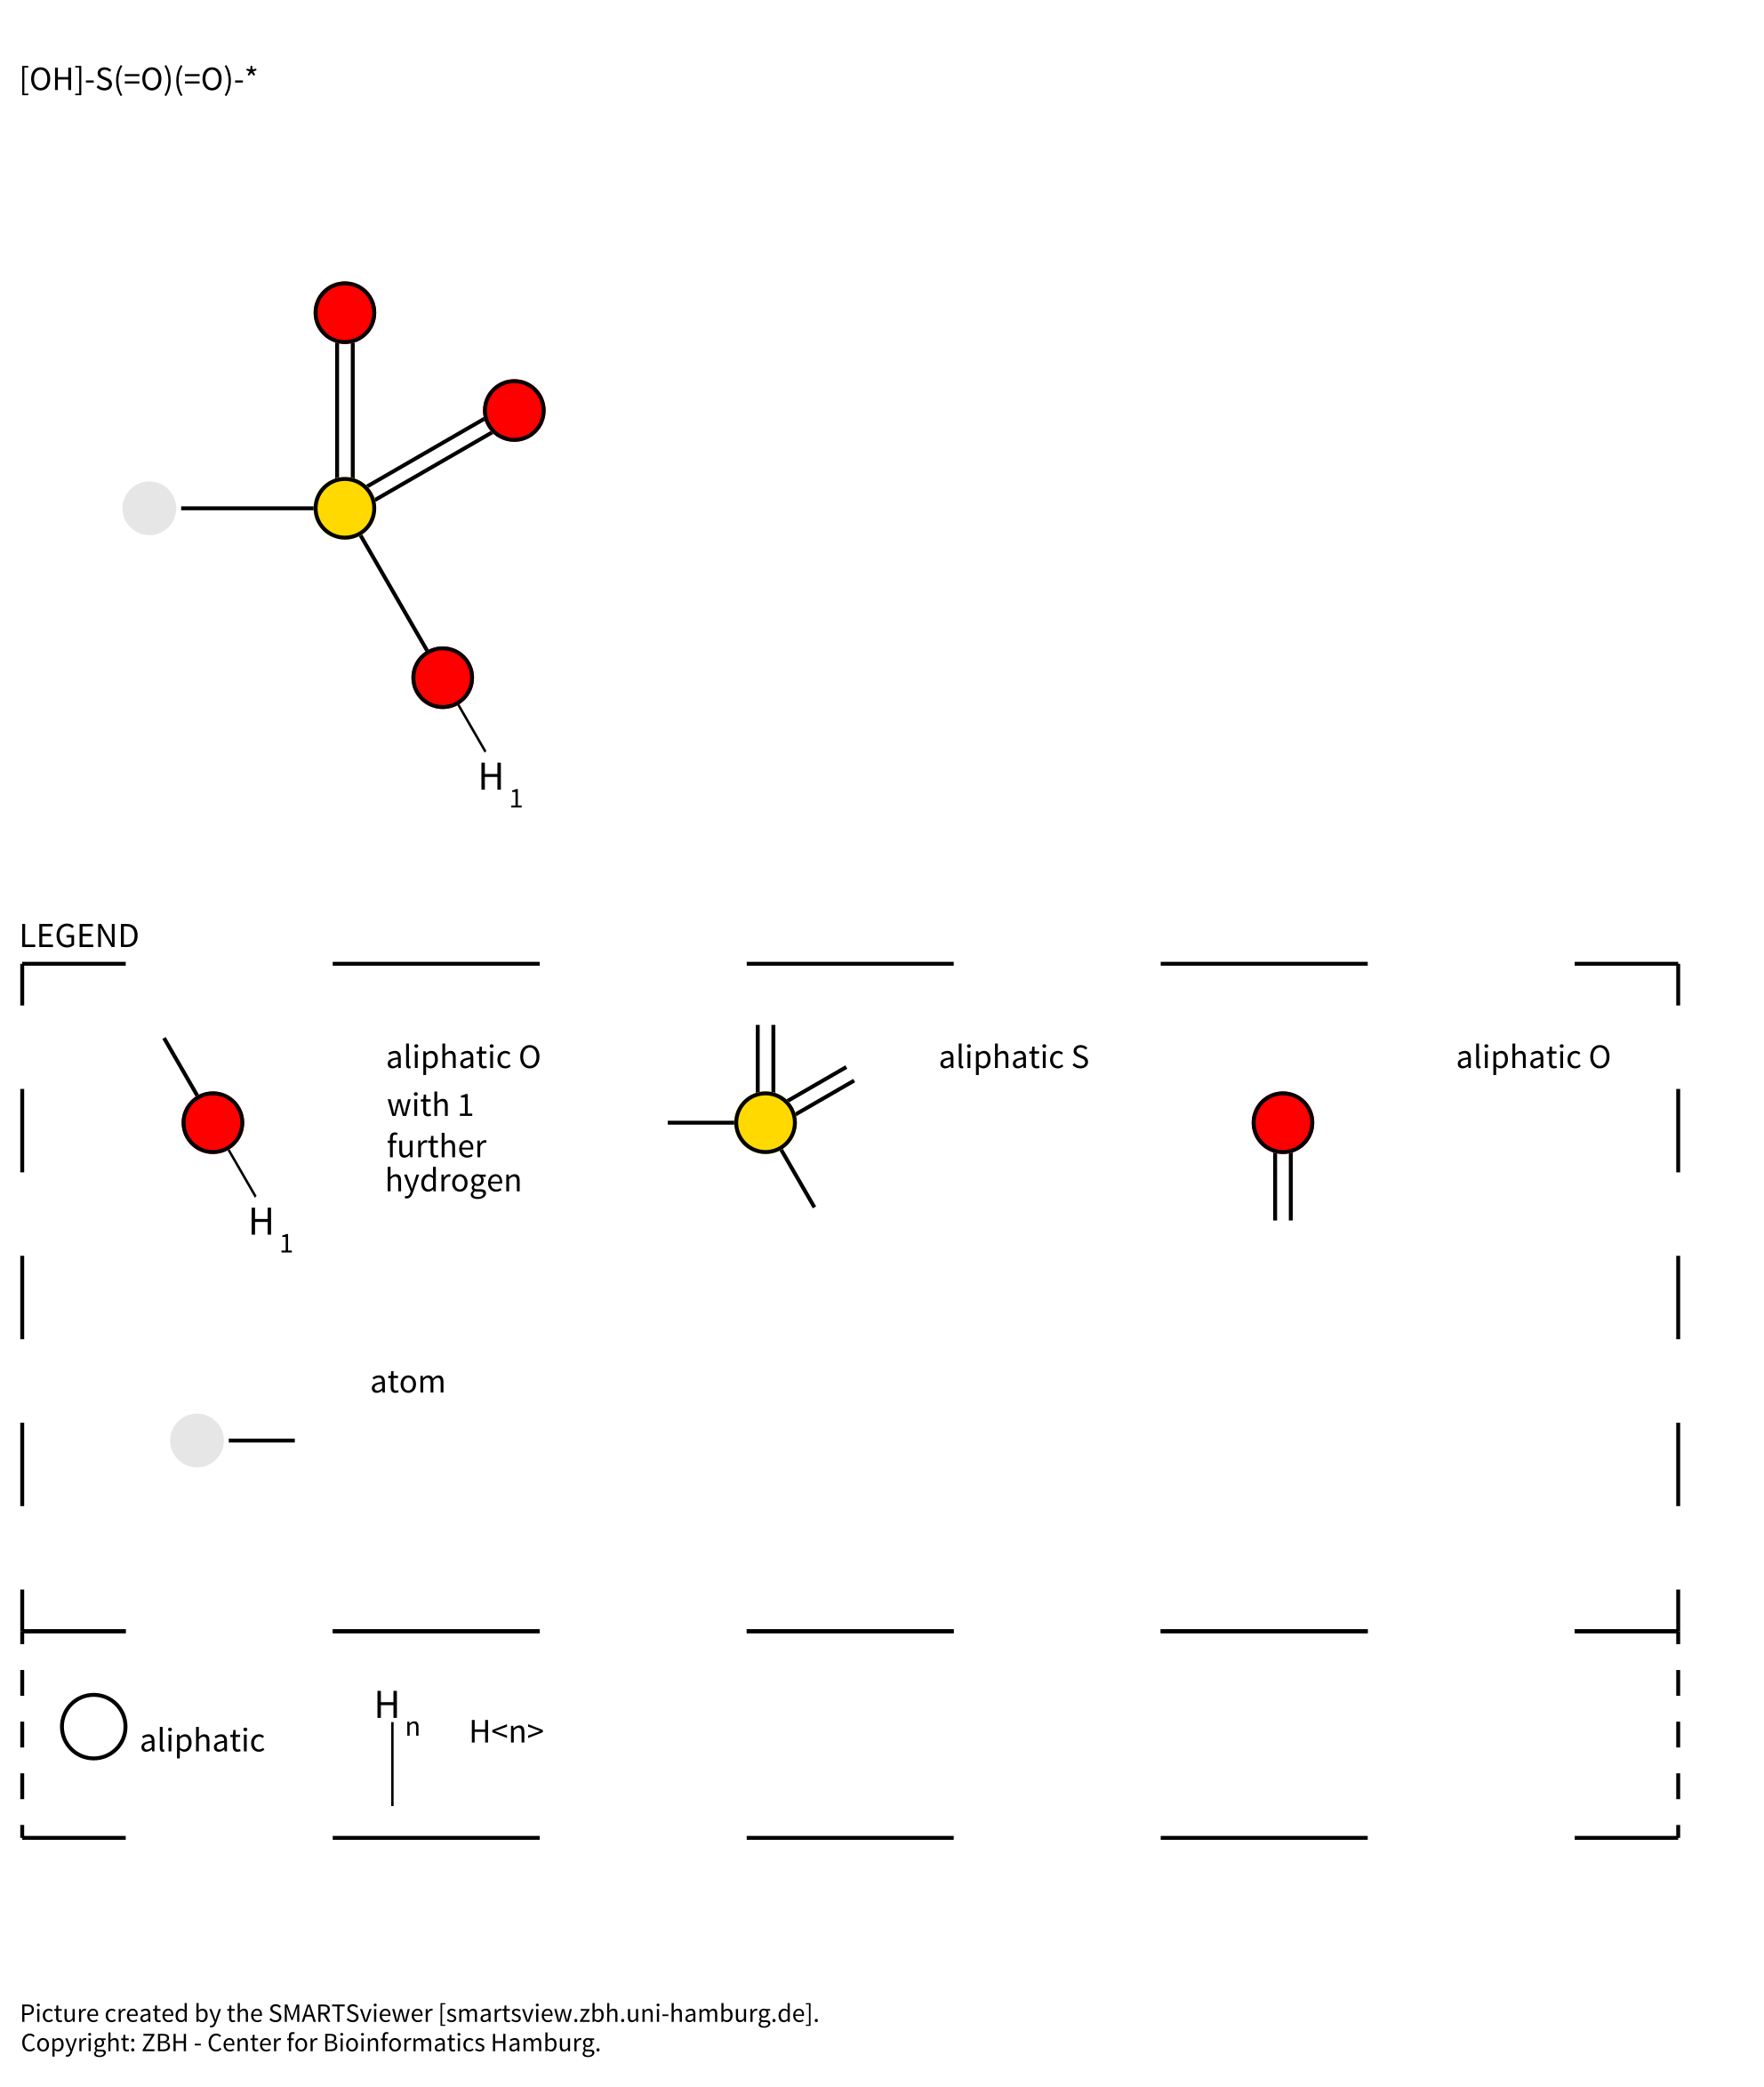 [OH]-S(=O)(=O)-*
H 1
LEGEND
aliphatic O
with 1
further
hydrogen
H 1
aliphatic S
aliphatic O
atom
aliphatic
H n
H<n>
Picture created by the SMARTSviewer [smartsview.zbh.uni-hamburg.de].
Copyright: ZBH - Center for Bioinformatics Hamburg.